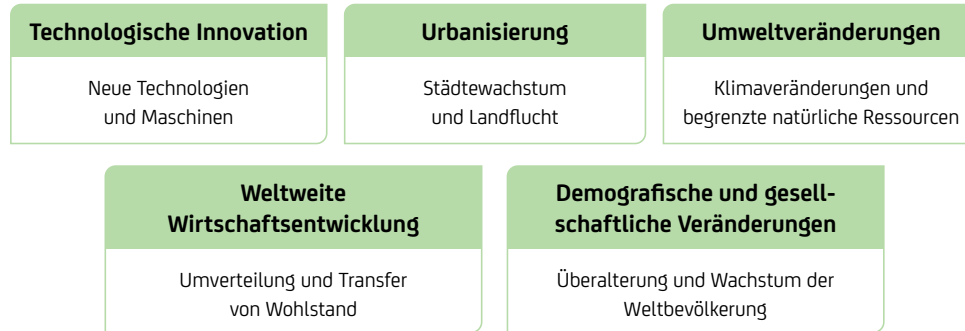 Technologische Innovation
Neue Technologien
und Maschinen
Urbanisierung
Städtewachstum
und Landflucht
Umweltveränderungen
Klimaveränderungen und
begrenzte natürliche Ressourcen
Weltweite
Wirtschaftsentwicklung
Umverteilung und Transfer
von Wohlstand
Demografische und gesell-
schaftliche Veränderungen
Überalterung und Wachstum der
Weltbevölkerung